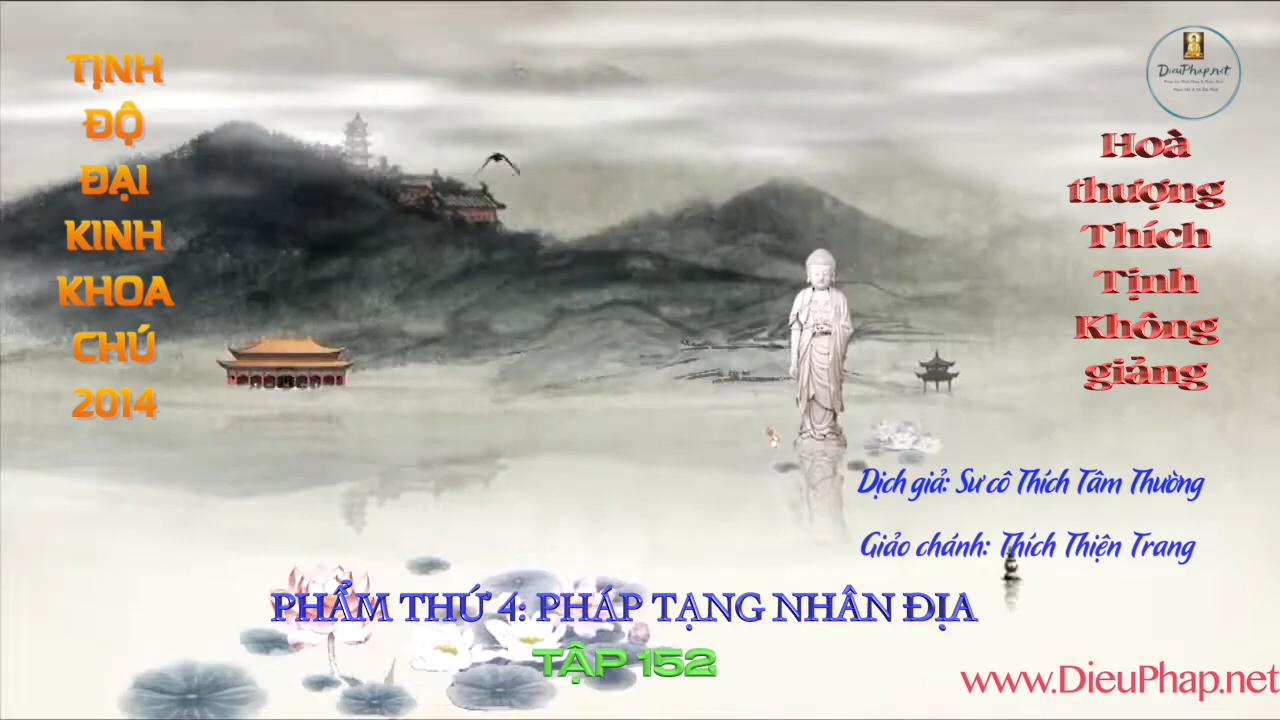 TỊNH
ĐỘ
ĐẠI
KINH
KHOA
CHÚ
2014
DieuPhap.net
Hoà
thượng
Thích
Tịnh
Không
giảng
Dịch giả: Sư cô Thích Tâm Thường
Giảo chánh: Thích Thiện Trang
PHẨM THỨ 4: PHÁP TẠNG NHÂN ĐỊA
TẬP 152
www.DieuPhap.net